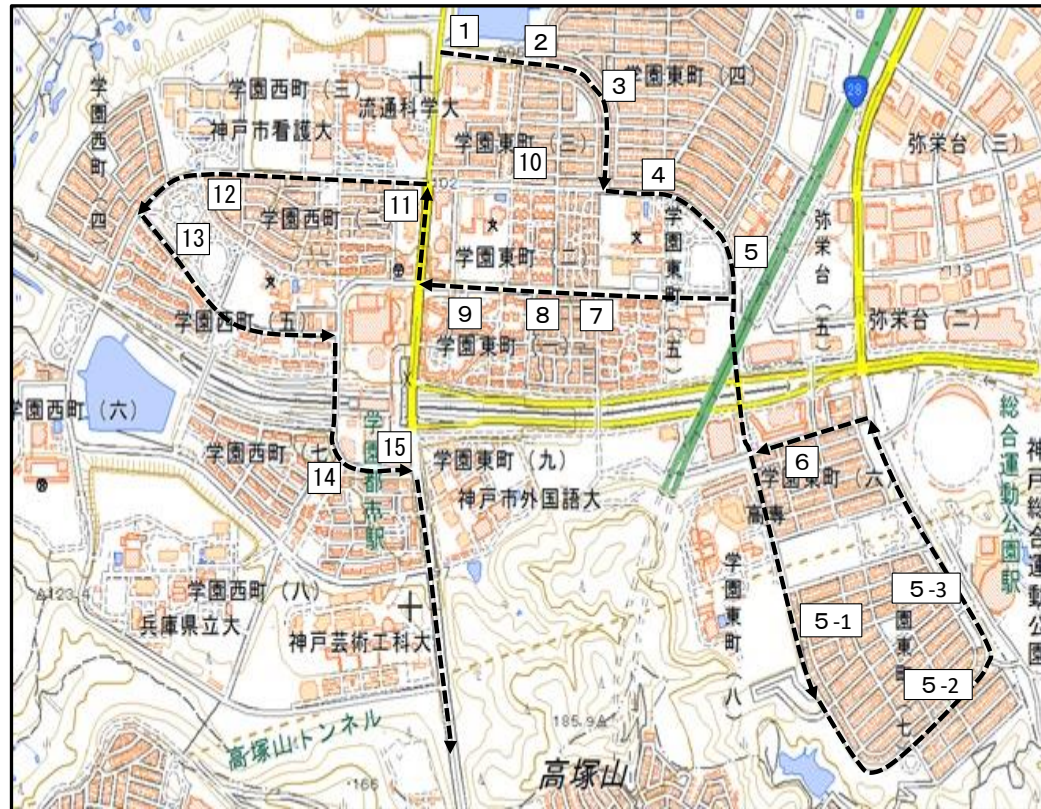 1
2
3
学園東町（四）
28
学園西町（三）
流通科学大
神戸市看護大
学園西町（四）
学園東町（三）
10
弥栄台（三）
102
4
12
11
学園西町（二）
13
学園東町（二）
学園東町（五）
5
弥栄台（五）
119
学園西町（五）
9
8
7
弥栄台（二）
学園東町（一）
学園西町（六）
学園西町（七）
14
学園都市駅
15
学園東町（九）
神戸市外国語大
6
学園東町（六）
高専
総合運動公園駅
神戸総合運動公園
123.4
学園西町（八）
兵庫県立大
神戸芸術工科大
学園東町（八）
5-1
5-3
5-2
園東
七
高塚山トンネル
185.9
166
高塚山